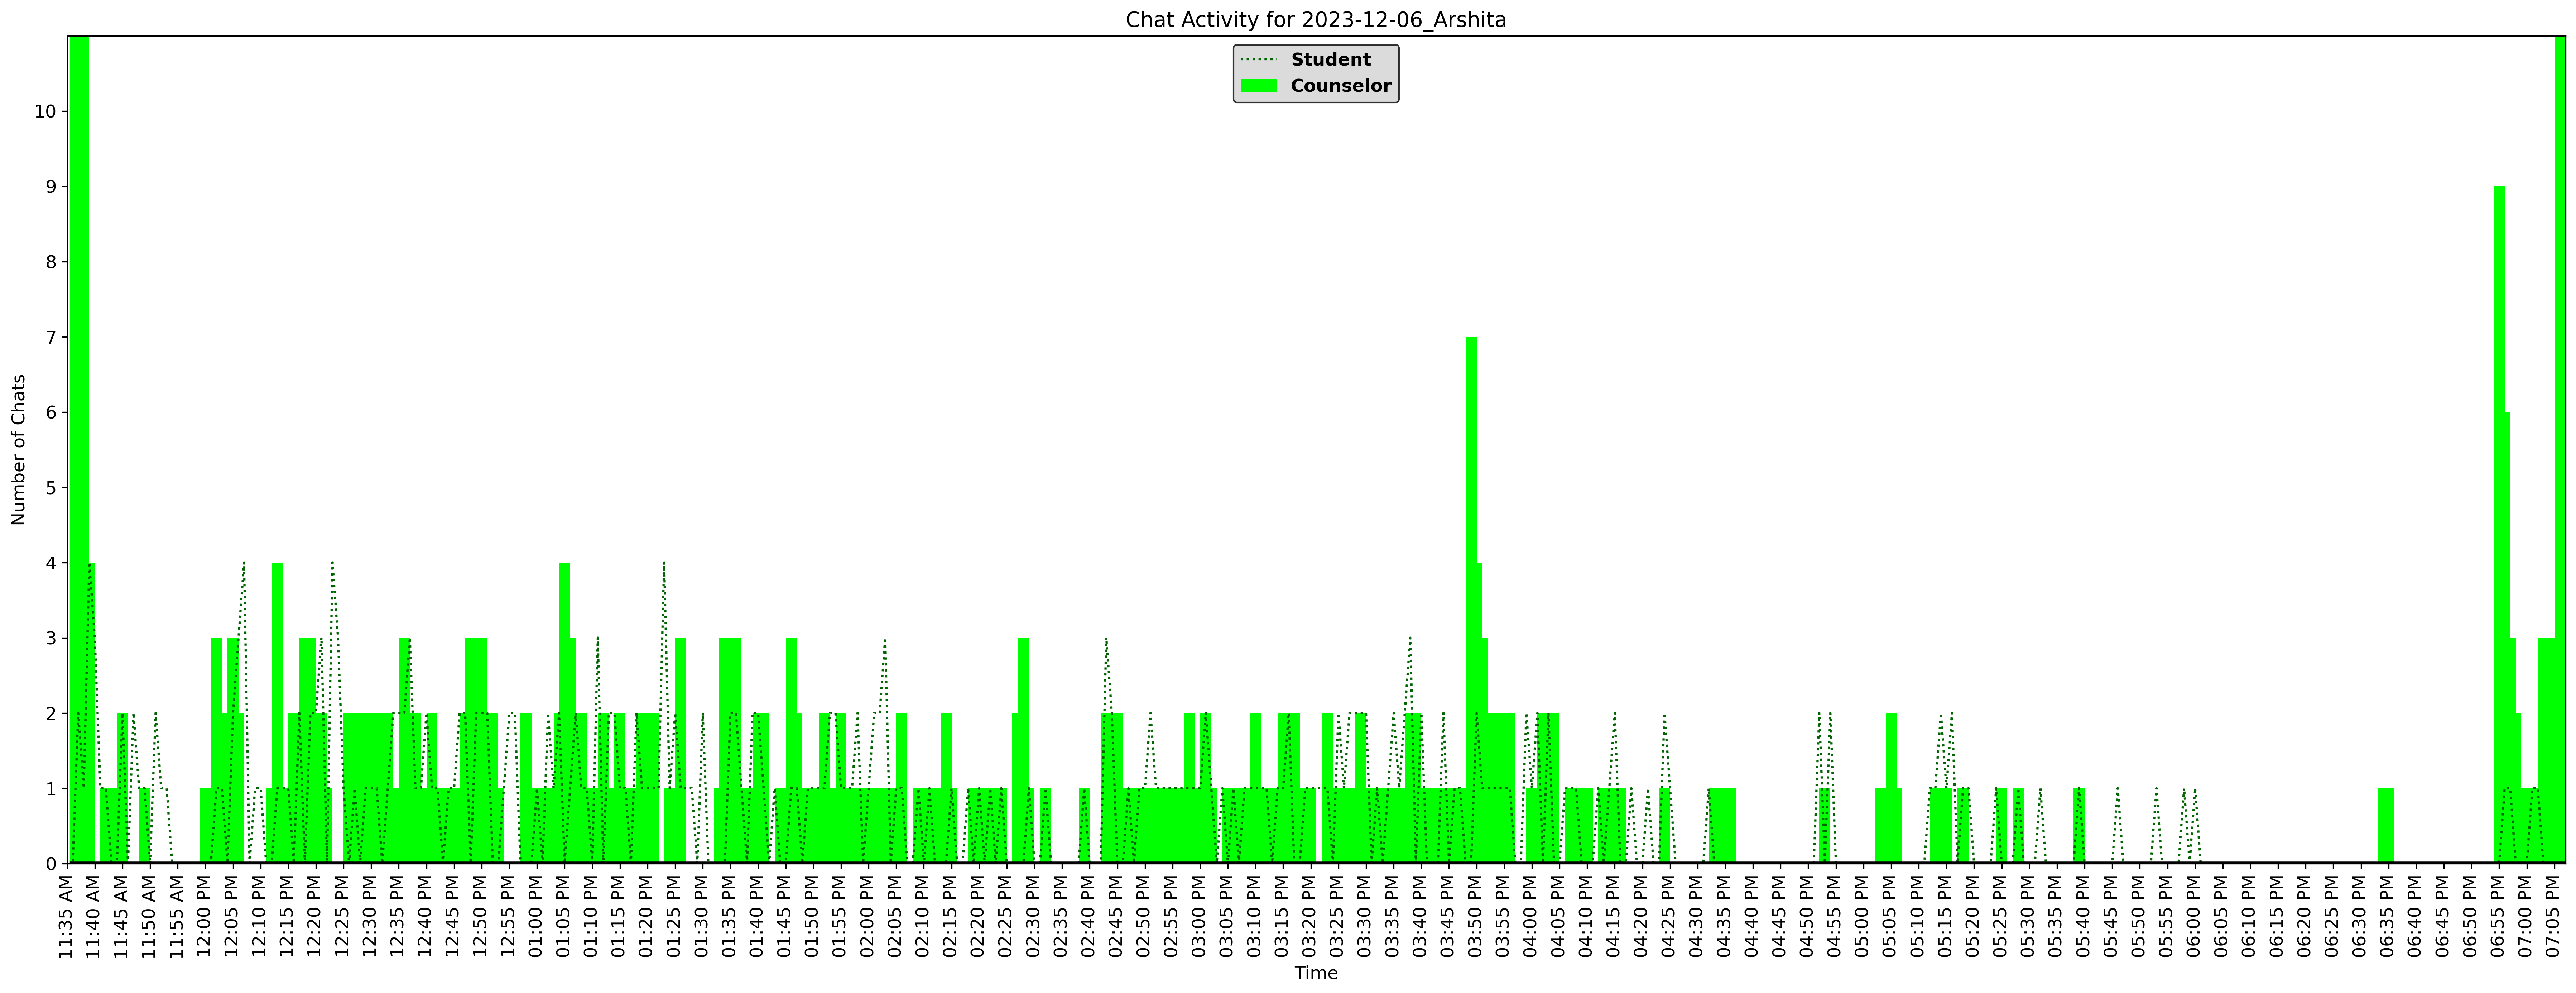 Chat Activity for 2023-12-06_Arshita
Student
Counselor
Number of Chats
10
9
8
7
6
5
4
3
2
1
0
11:35 AM
11:40 AM
11:45 AM
11:50 AM
11:55 AM
12:00 PM
12:05 PM
12:10 PM
12:15 PM
12:20 PM
12:25 PM
12:30 PM
12:35 PM
12:40 PM
12:45 PM
12:50 PM
12:55 PM
01:00 PM
01:05 PM
01:10 PM
01:15 PM
01:20 PM
01:25 PM
01:30 PM
01:35 PM
01:40 PM
01:45 PM
01:50 PM
01:55 PM
02:00 PM
02:05 PM
02:10 PM
02:15 PM
02:20 PM
02:25 PM
02:30 PM
02:35 PM
02:40 PM
02:45 PM
02:50 PM
02:55 PM
03:00 PM
03:05 PM
03:10 PM
03:15 PM
03:20 PM
03:25 PM
03:30 PM
03:35 PM
03:40 PM
03:45 PM
03:50 PM
03:55 PM
04:00 PM
04:05 PM
04:10 PM
04:15 PM
04:20 PM
04:25 PM
04:30 PM
04:35 PM
04:40 PM
04:45 PM
04:50 PM
04:55 PM
05:00 PM
05:05 PM
05:10 PM
05:15 PM
05:20 PM
05:25 PM
05:30 PM
05:35 PM
05:40 PM
05:45 PM
05:50 PM
05:55 PM
06:00 PM
06:05 PM
06:10 PM
06:15 PM
06:20 PM
06:25 PM
06:30 PM
06:35 PM
06:40 PM
06:45 PM
06:50 PM
06:55 PM
07:00 PM
07:05 PM
Time